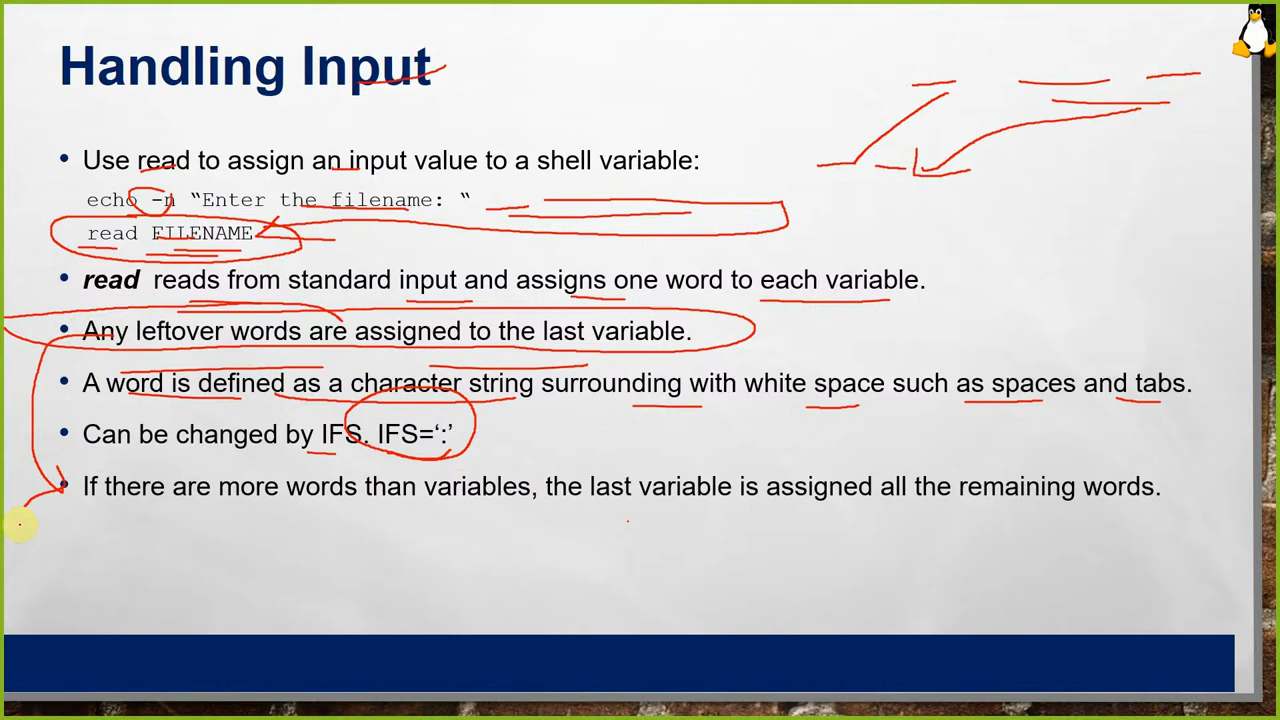 Handling Input
• Use read to assign an input value to a shell variable:
echo -n “Enter the filename: “
read FILENAME
• read reads from standard input and assigns one word to each variable.
• Any leftover words are assigned to the last variable.
• A word is defined as a character string surrounding with white space such as spaces and tabs.
• Can be changed by IFS. IFS=‘:’
• If there are more words than variables, the last variable is assigned all the remaining words.